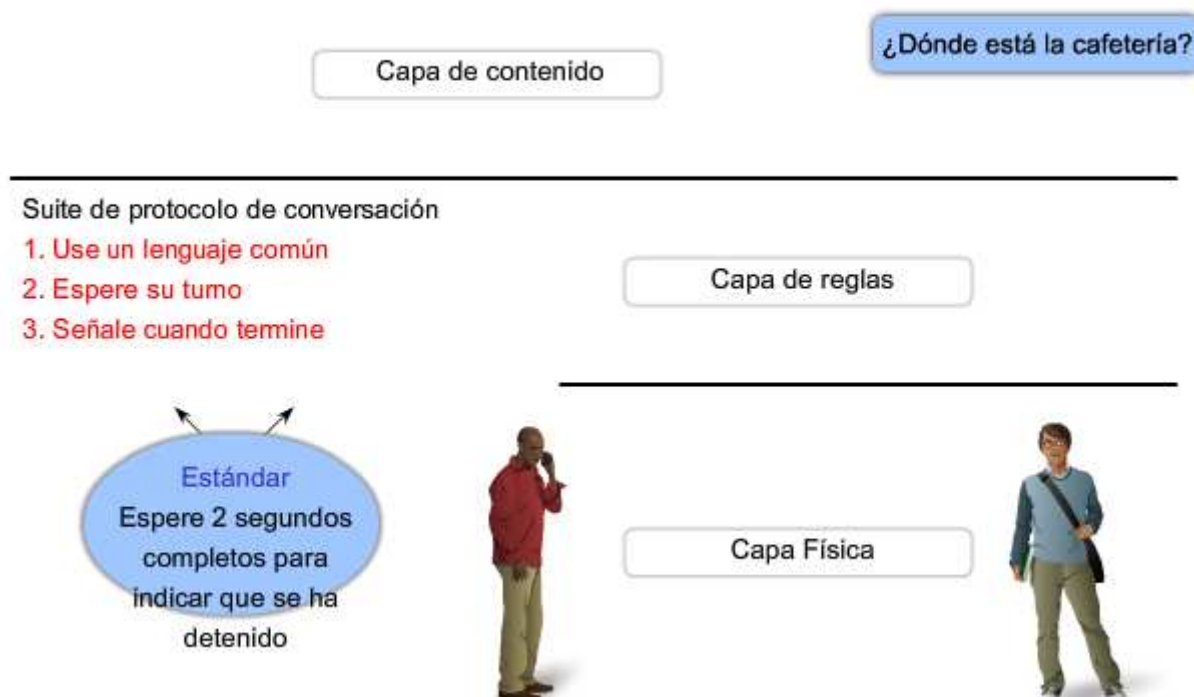 ¿Dónde está la cafetería?
Capa de contenido
Suite de protocolo de conversación
1. Use un lenguaje común
2. Espere su turno
3. Señale cuando termine
Capa de reglas
Estándar
Espere 2 segundos
completos para
indicar que se ha
detenido
Capa Física